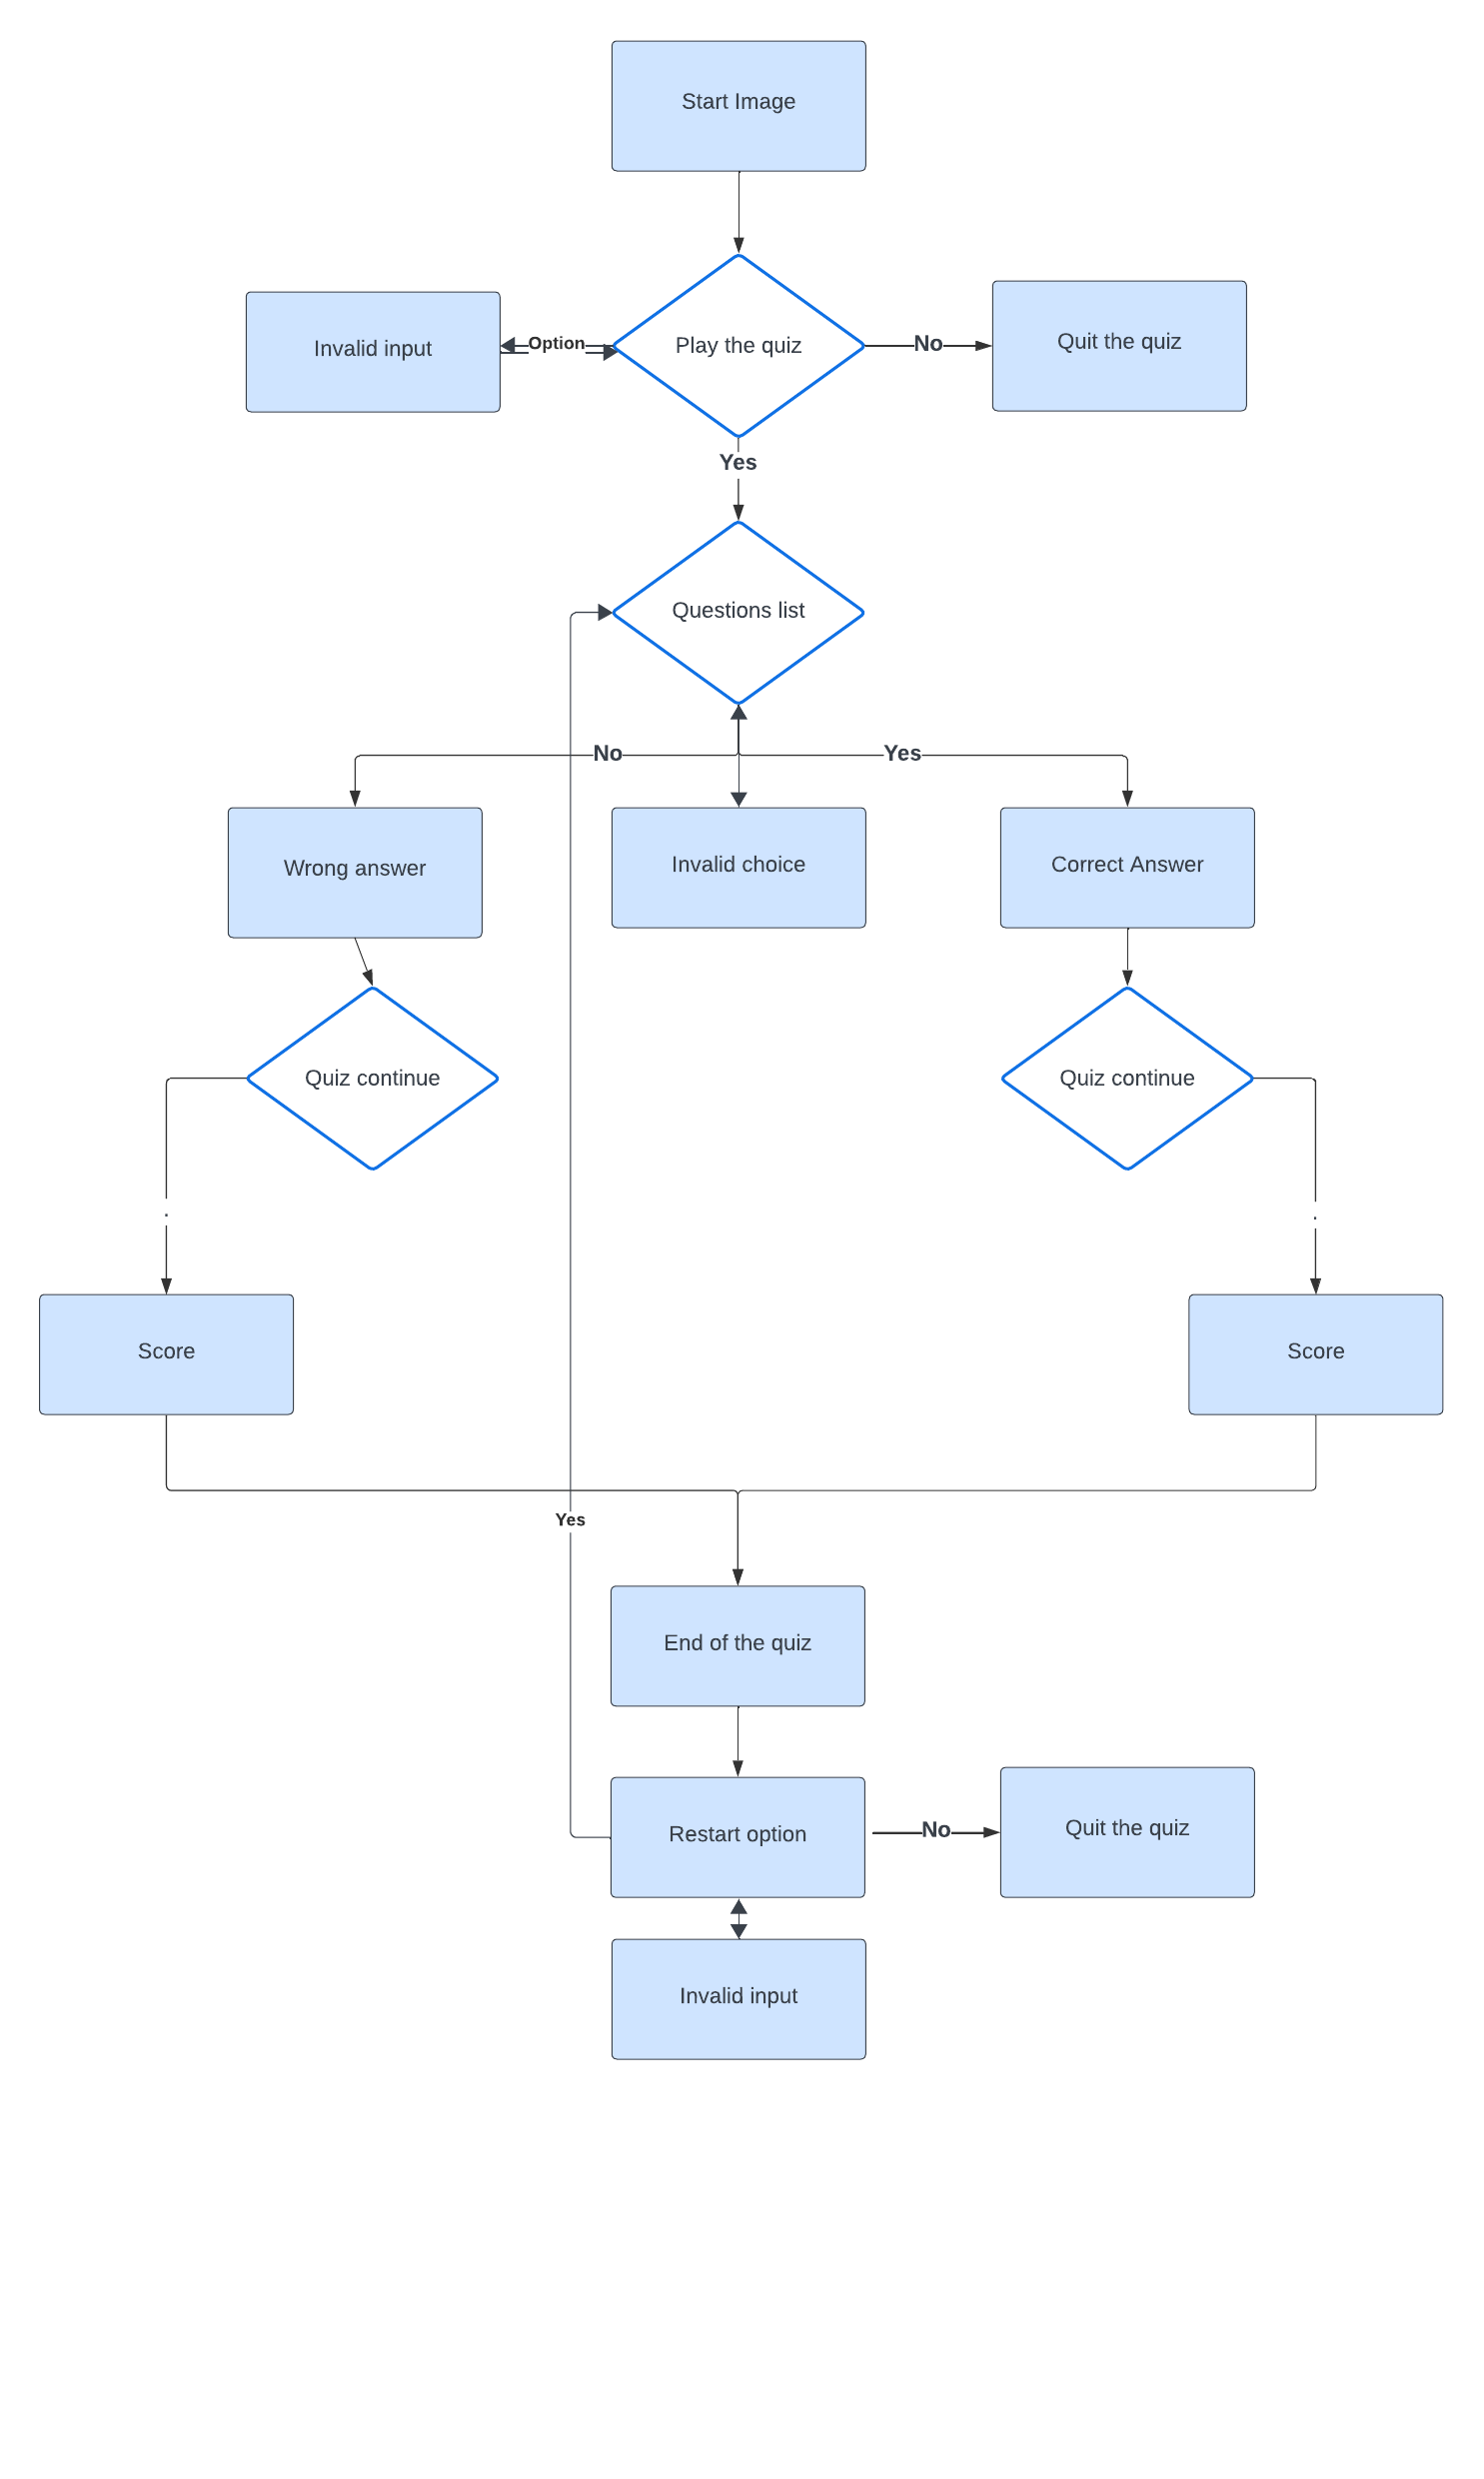 Start Image
Invalid input
Option
Play the quiz
No
Quit the quiz
Yes
Questions list
No
Yes
Wrong answer
Invalid choice
Correct Answer
Quiz continue
Quiz continue
.
.
Score
Score
Yes
End of the quiz
Restart option
No
Quit the quiz
Invalid input